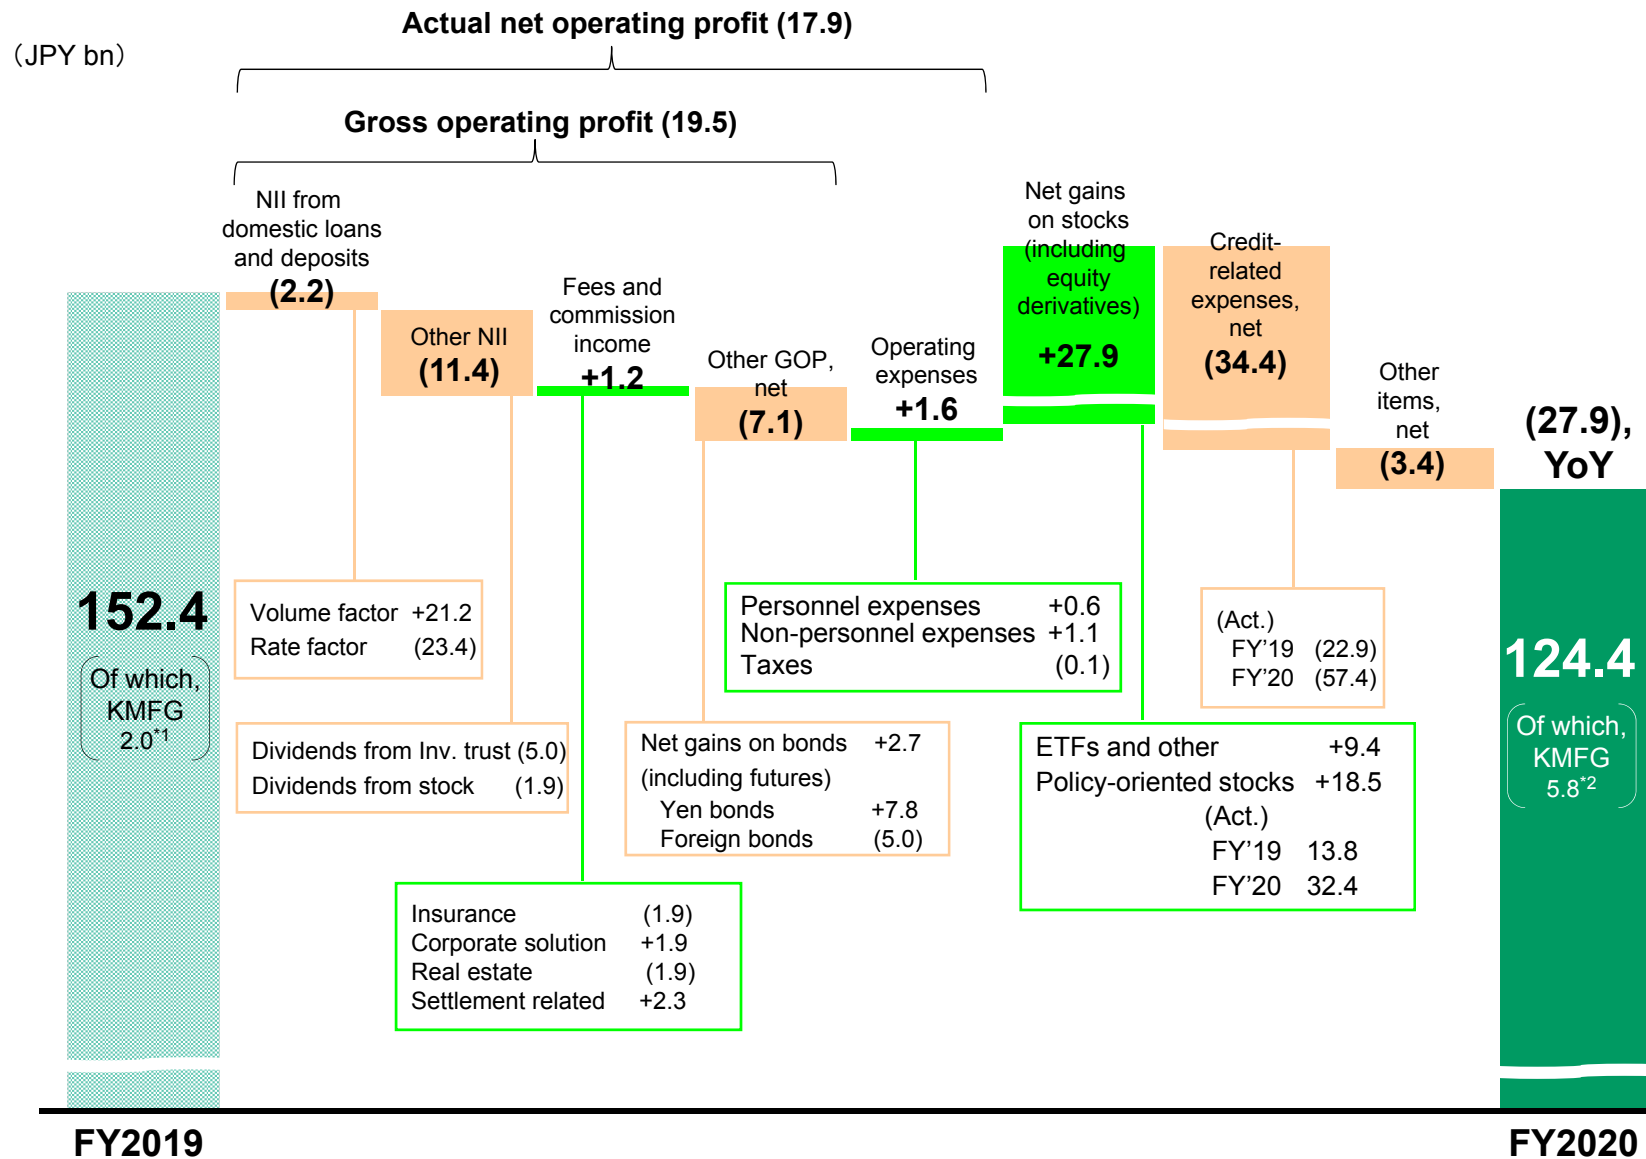 Actual net operating profit (17.9)
（JPY bn）
Gross operating profit (19.5)
NII from
domestic loans
and deposits
(2.2)
Other NII
(11.4)
Fees and
commission
income
+1.2
Other GOP,
net
(7.1)
Operating
expenses
+1.6
Net gains
on stocks
(including
equity
derivatives)
+27.9
Credit-
related
expenses,
net
(34.4)
Other
items,
net
(3.4)
(27.9),
YoY
152.4
Of which,
KMFG
2.0*1
Volume factor +21.2
Rate factor (23.4)
Dividends from Inv. trust (5.0)
Dividends from stock (1.9)
Insurance (1.9)
Corporate solution +1.9
Real estate (1.9)
Settlement related +2.3
Net gains on bonds +2.7
(including futures)
Yen bonds +7.8
Foreign bonds (5.0)
Personnel expenses +0.6
Non-personnel expenses +1.1
Taxes (0.1)
ETFs and other +9.4
Policy-oriented stocks +18.5
(Act.)
FY’19 13.8
FY’20 32.4
(Act.)
FY’19 (22.9)
FY’20 (57.4)
124.4
Of which,
KMFG
5.8*2
FY2019
FY2020